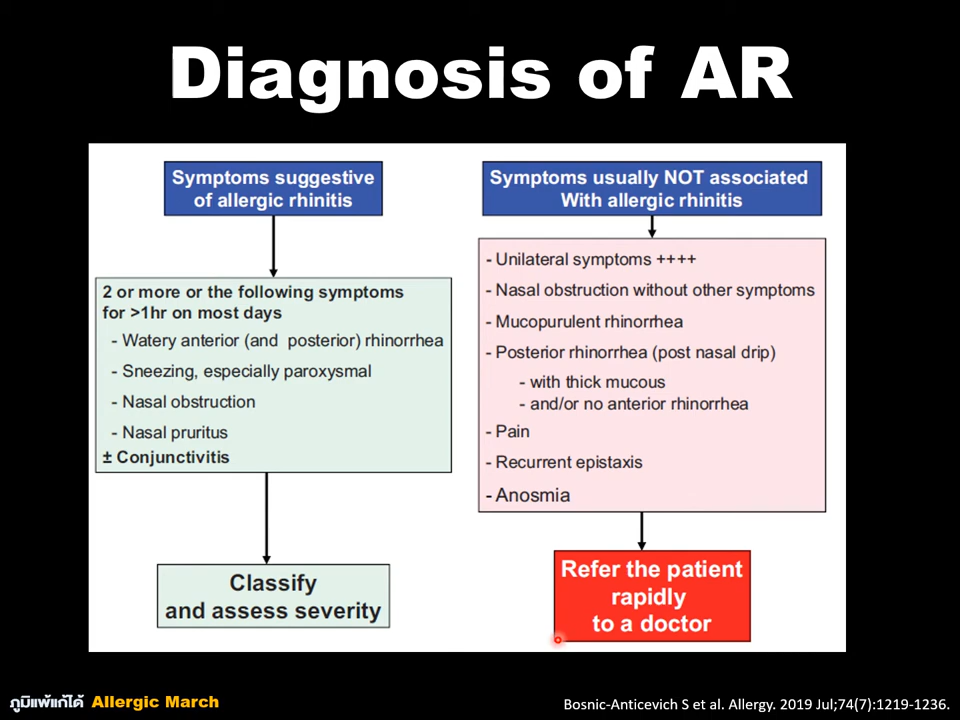 Diagnosis of AR
Symptoms suggestive
of allergic rhinitis
2 or more or the following symptoms
for >1hr on most days
- Watery anterior (and posterior) rhinorrhea
- Sneezing, especially paroxysmal
- Nasal obstruction
- Nasal pruritus
± Conjunctivitis
Classify
and assess severity
Symptoms usually NOT associated
With allergic rhinitis
- Unilateral symptoms ++++
- Nasal obstruction without other symptoms
- Mucopurulent rhinorrhea
- Posterior rhinorrhea (post nasal drip)
- with thick mucous
- and/or no anterior rhinorrhea
- Pain
- Recurrent epistaxis
- Anosmia
Refer the patient
rapidly
to a doctor
ภูมิแพ้แก้ได้ Allergic March
Bosnic-Anticevich S et al. Allergy. 2019 Jul;74(7):1219-1236.